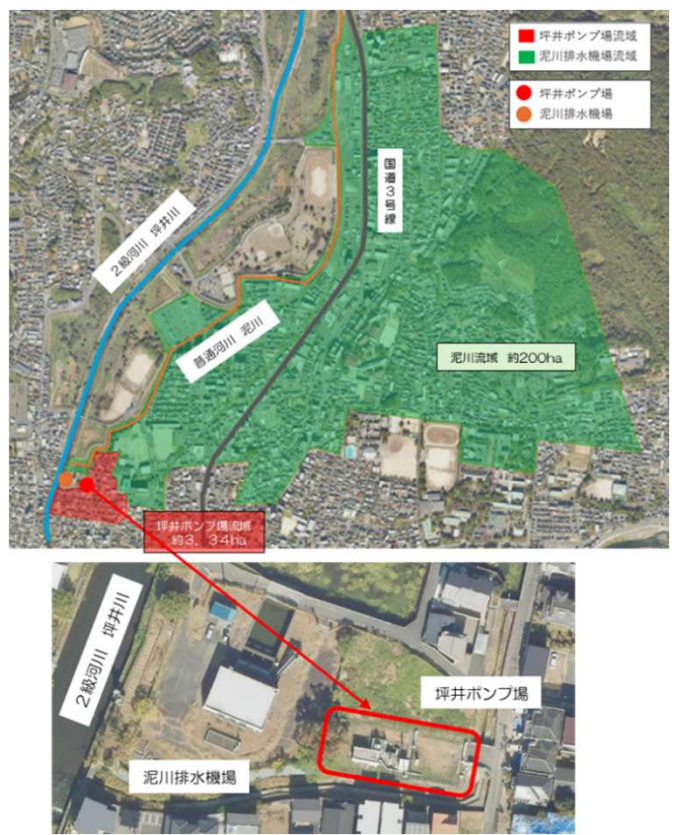 坪井ポンプ場流域
泥川排水機場流域
坪井ポンプ場
泥川排水機場
国道3号線
2級河川 坪井川
普通河川 泥川
泥川流域 約200ha
坪井ポンプ場流域
約3.34ha
2級河川 坪井川
坪井ポンプ場
泥川排水機場